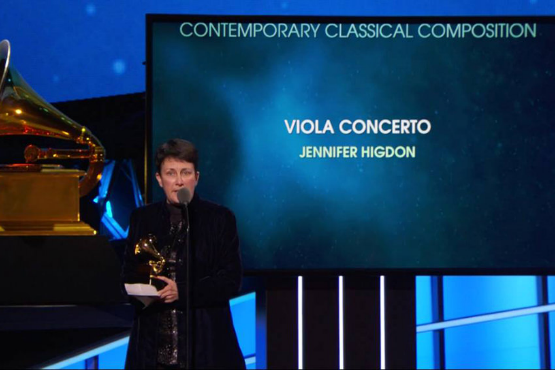 CONTEMPORARY CLASSICAL COMPOSITION
VIOLA CONCERTO
JENNIFER HIGDON